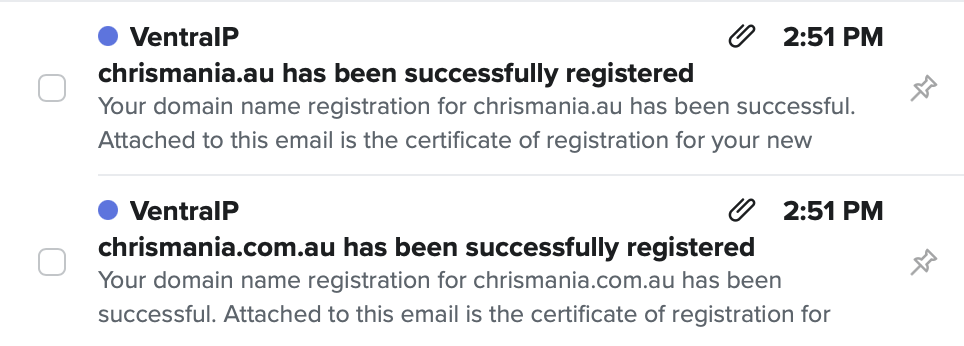 VentraIP 2:51 PM
chrismania.au has been successfully registered
Your domain name registration for chrismania.au has been successful.
Attached to this email is the certificate of registration for your new
VentraIP 2:51 PM
chrismania.com.au has been successfully registered
Your domain name registration for chrismania.com.au has been
successful. Attached to this email is the certificate of registration for